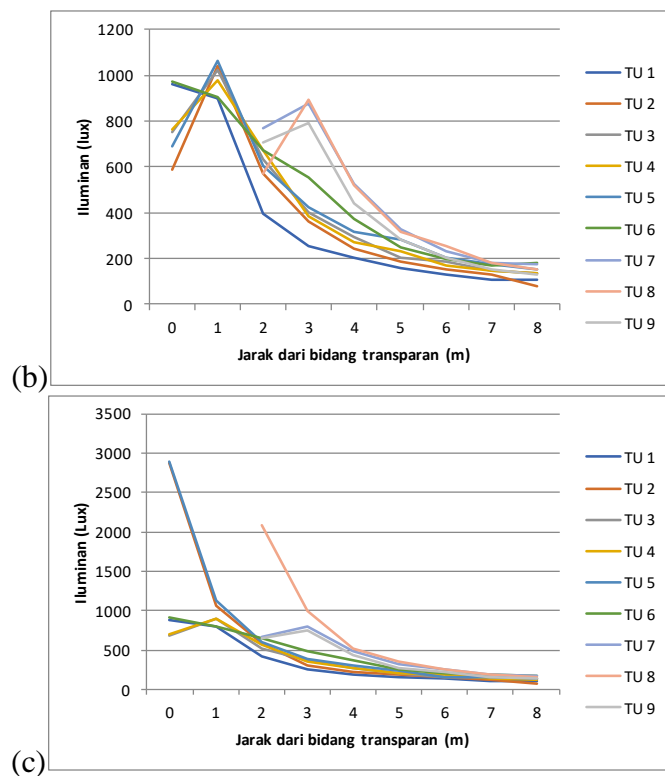 1200
1000
800
600
400
200
0
Iluminan (lux)
0 1 2 3 4 5 6 7 8
Jarak dari bidang transparan (m)
TU 1
TU 2
TU 3
TU 4
TU 5
TU 6
TU 7
TU 8
TU 9
(b)
3500
3000
2500
2000
1500
1000
500
0
Iluminan (Lux)
0 1 2 3 4 5 6 7 8
Jarak dari bidang transparan (m)
TU 1
TU 2
TU 3
TU 4
TU 5
TU 6
TU 7
TU 8
TU 9
(c)